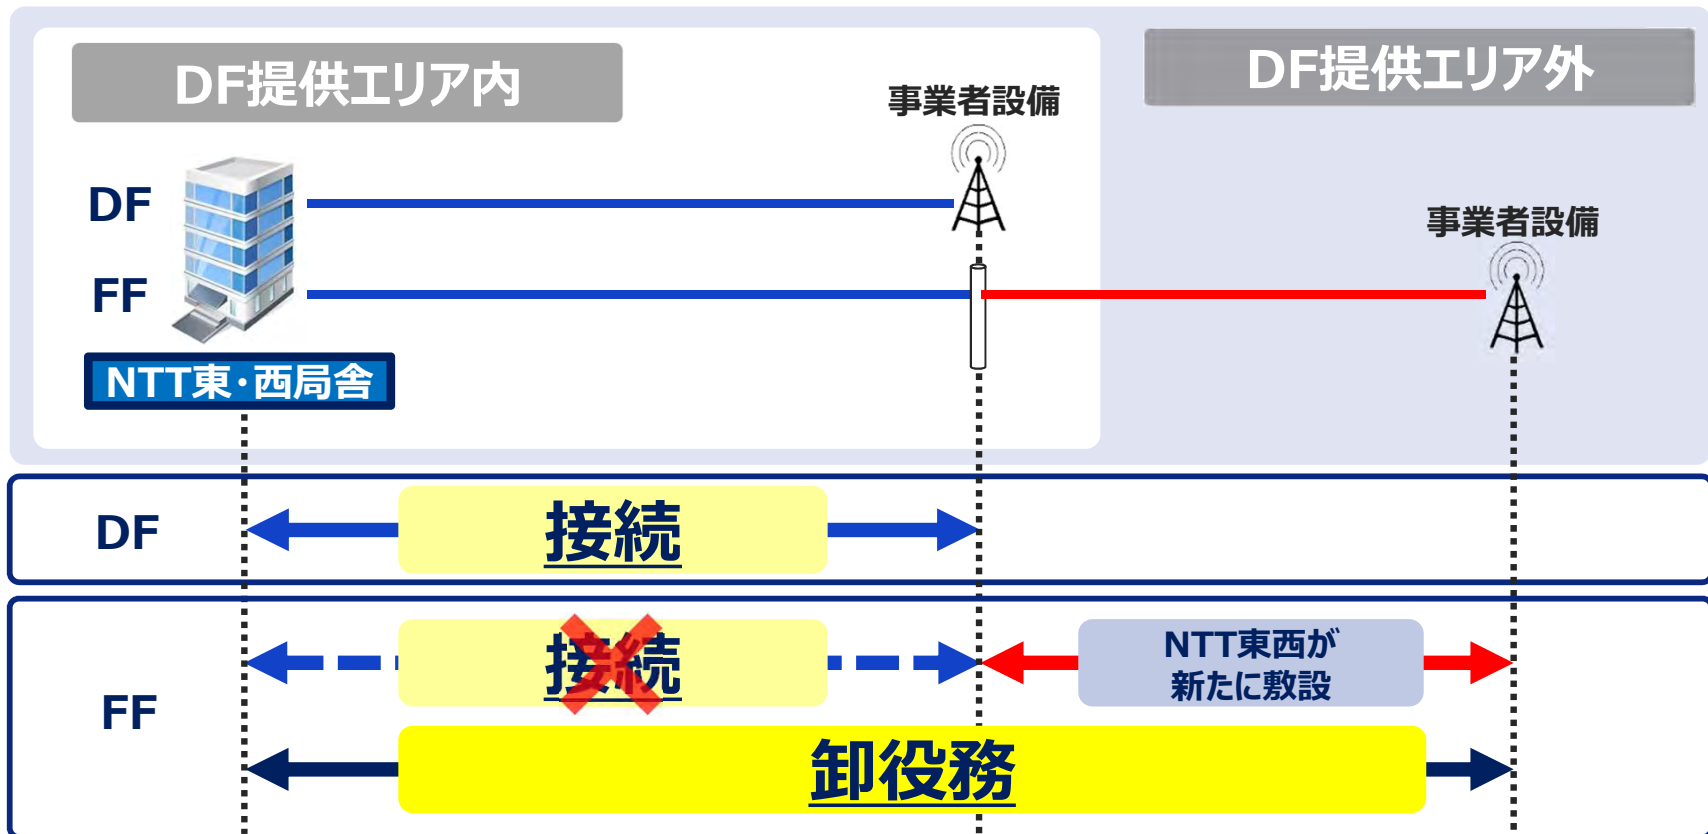 DF提供エリア内
DF提供エリア外
事業者設備
DF
事業者設備
FF
NTT東・西局舎
DF
接続
FF
接続
NTT東西が
新たに敷設
卸役務